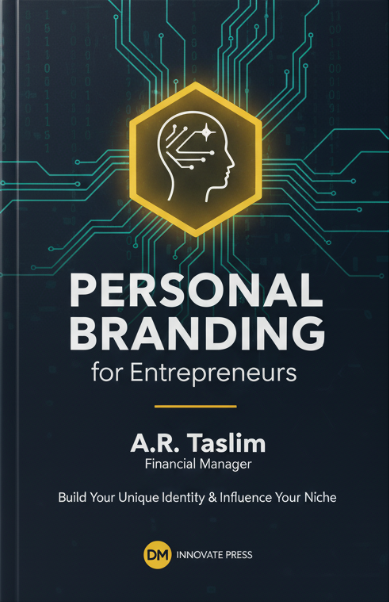 PERSONAL
BRANDING
for Entrepreneurs
A.R. Taslim
Financial Manager
Build Your Unique Identity & Influence Your Niche
DM INNOVATE PRESS